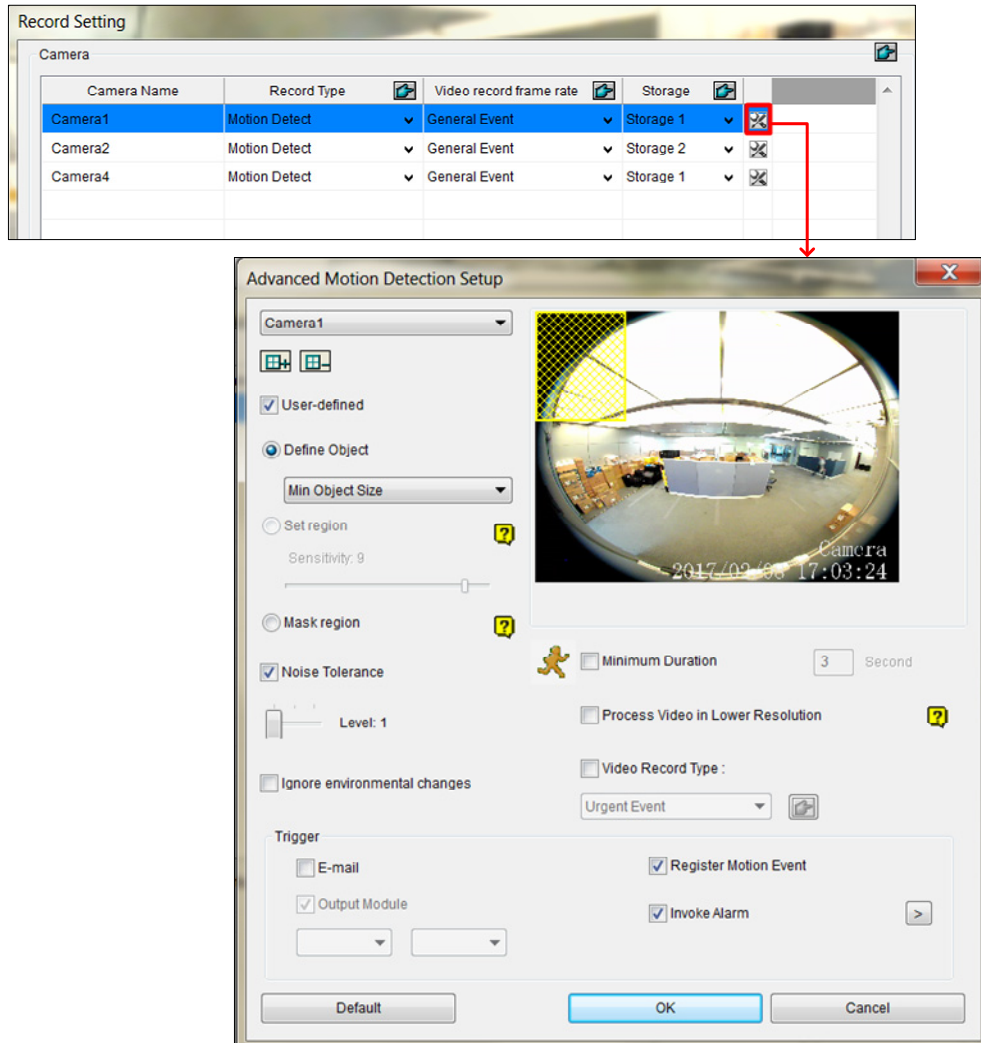 Record Setting
Camera
Camera Name Record Type Video record frame rate Storage
Camera1 Motion Detect General Event Storage 1
Camera2 Motion Detect General Event Storage 2
Camera4 Motion Detect General Event Storage 1
Advanced Motion Detection Setup
Camera1
User-defined
Define Object
Min Object Size
Set region
Sensitivity: 9
Mask region
Noise Tolerance
Level: 1
Ignore environmental changes
Camera
17:03:24
Minimum Duration 3 Second
Process Video in Lower Resolution
Video Record Type :
Urgent Event
Trigger
E-mail
Output Module
Register Motion Event
Invoke Alarm >
Default OK Cancel